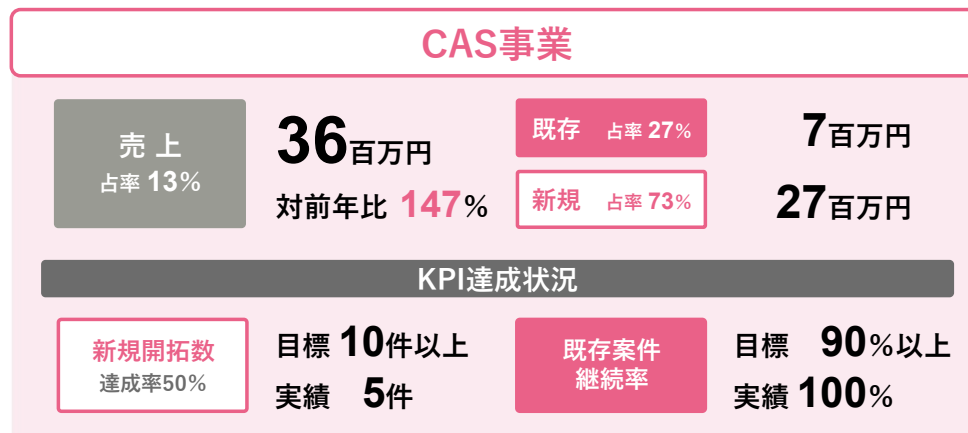 CAS事業
売 上
占率 13%
36百万円
対前年比 147%
既存 占率 27%
7百万円
新規 占率 73%
27百万円
KPI達成状況
新規開拓数
達成率50%
目標 10件以上
実績 5件
既存案件
継続率
目標 90%以上
実績 100%